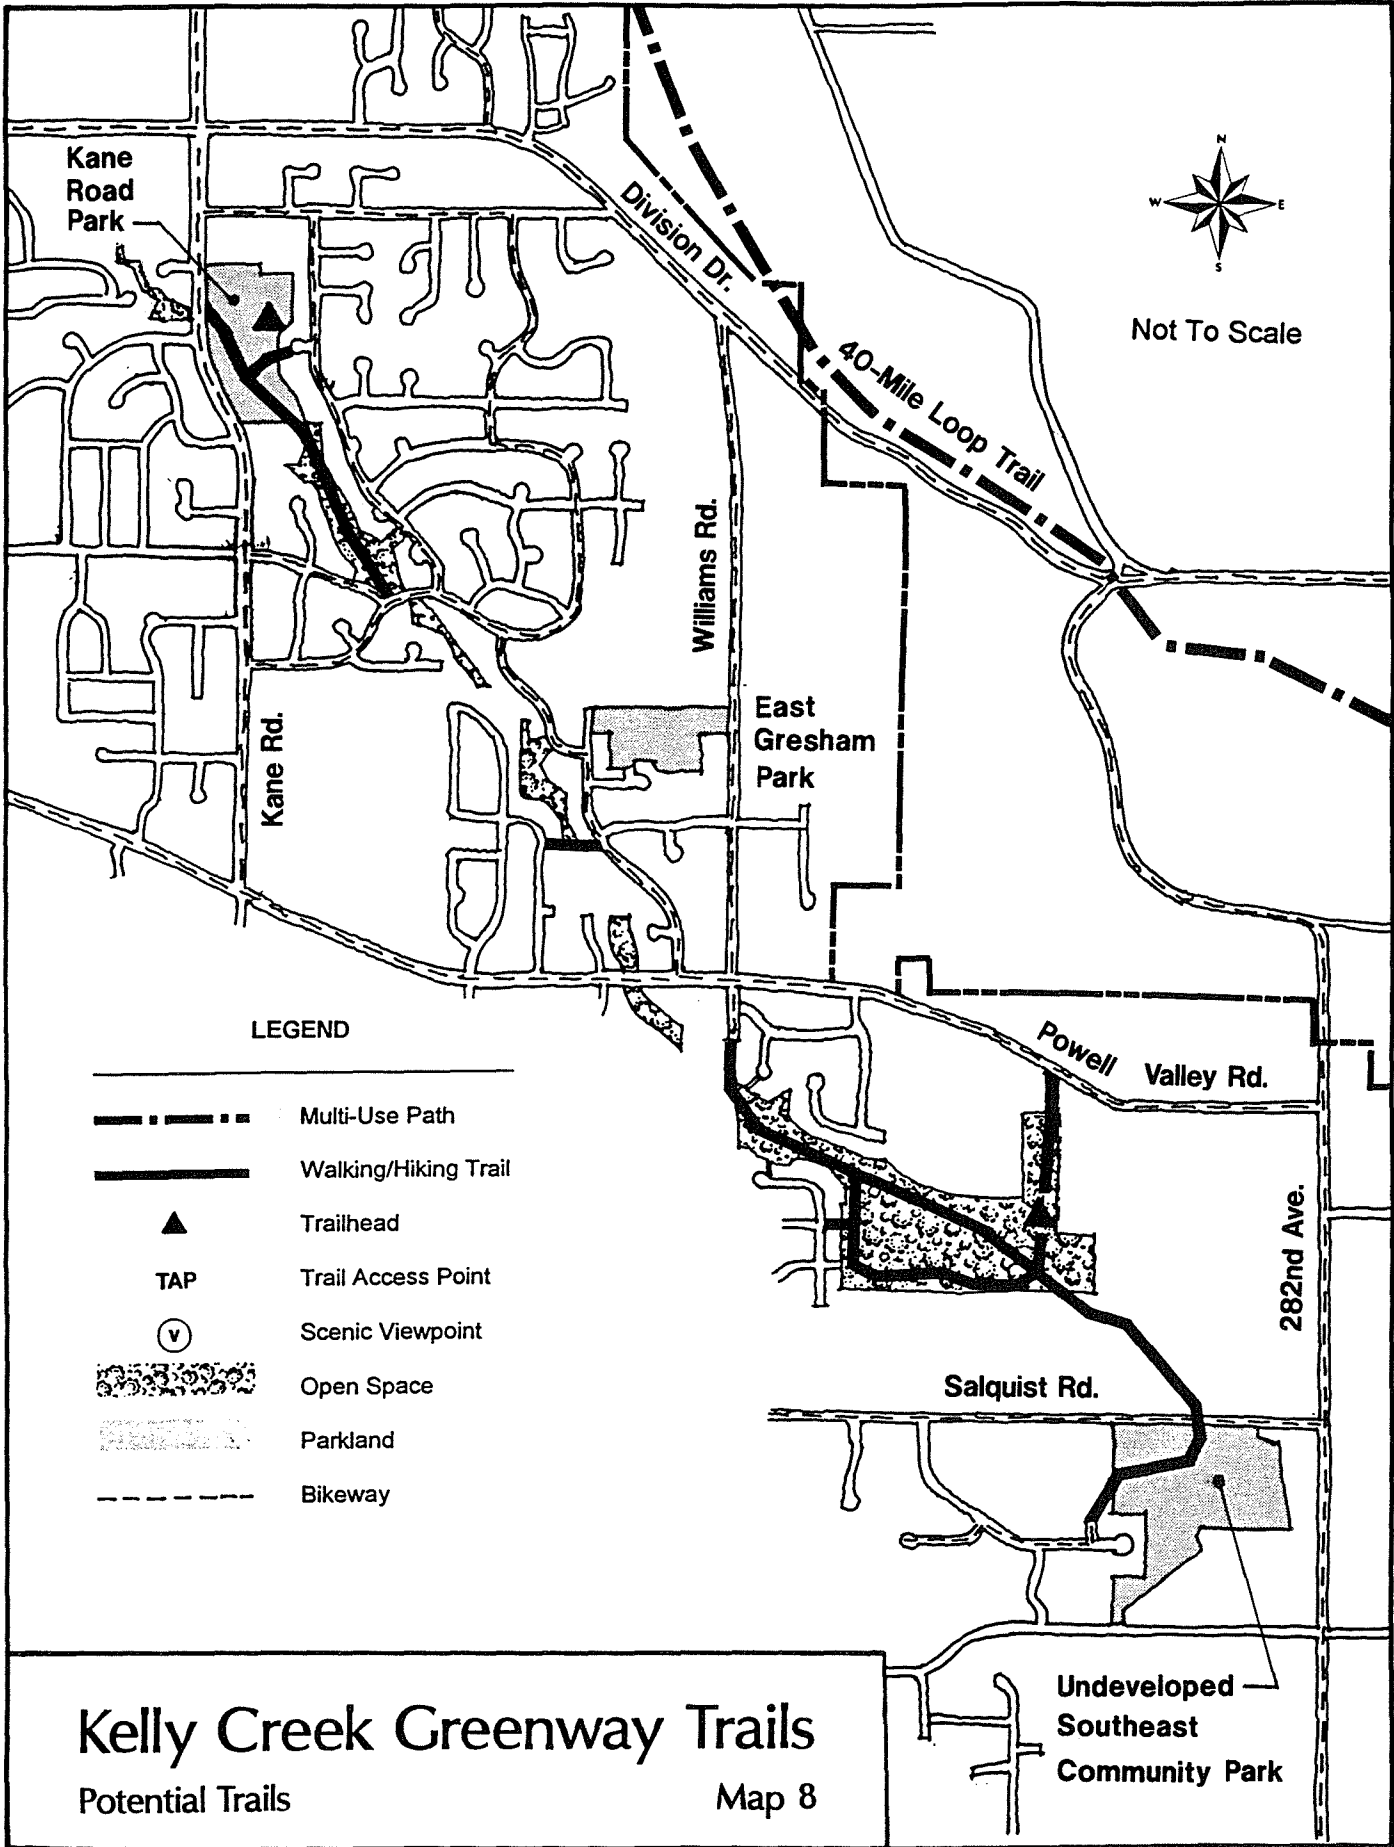 Kane
Road
Park
Division Dr.
N
W
E
S
Not To Scale
40-Mile Loop Trail
Williams Rd.
East
Gresham
Park
Kane Rd.
LEGEND
Multi-Use Path
Walking/Hiking Trail
Trailhead
TAP Trail Access Point
V Scenic Viewpoint
Open Space
Parkland
Bikeway
Powell Valley Rd.
282nd Ave.
Salquist Rd.
Undeveloped
Southeast
Community Park
Kelly Creek Greenway Trails
Potential Trails Map 8